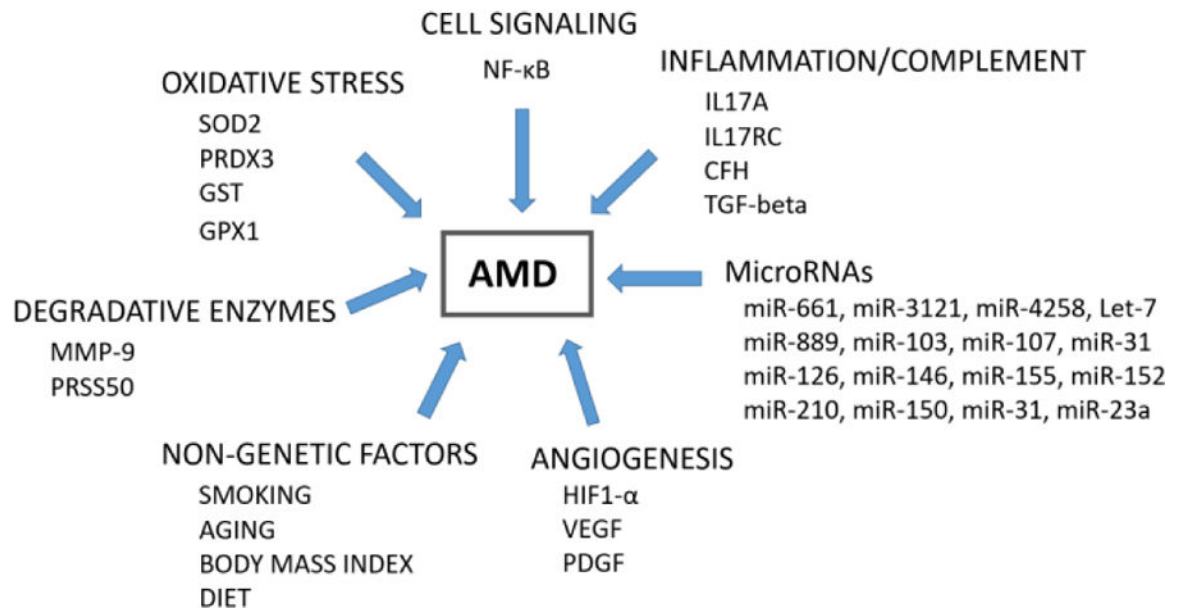 CELL SIGNALING
NF-κB
OXIDATIVE STRESS
SOD2
PRDX3
GST
GPX1
INFLAMMATION/COMPLEMENT
IL17A
IL17RC
CFH
TGF-beta
AMD
MicroRNAs
miR-661, miR-3121, miR-4258, Let-7
miR-889, miR-103, miR-107, miR-31
miR-126, miR-146, miR-155, miR-152
miR-210, miR-150, miR-31, miR-23a
DEGRADATIVE ENZYMES
MMP-9
PRSS50
NON-GENETIC FACTORS
SMOKING
AGING
BODY MASS INDEX
DIET
ANGIOGENESIS
HIF1-α
VEGF
PDGF